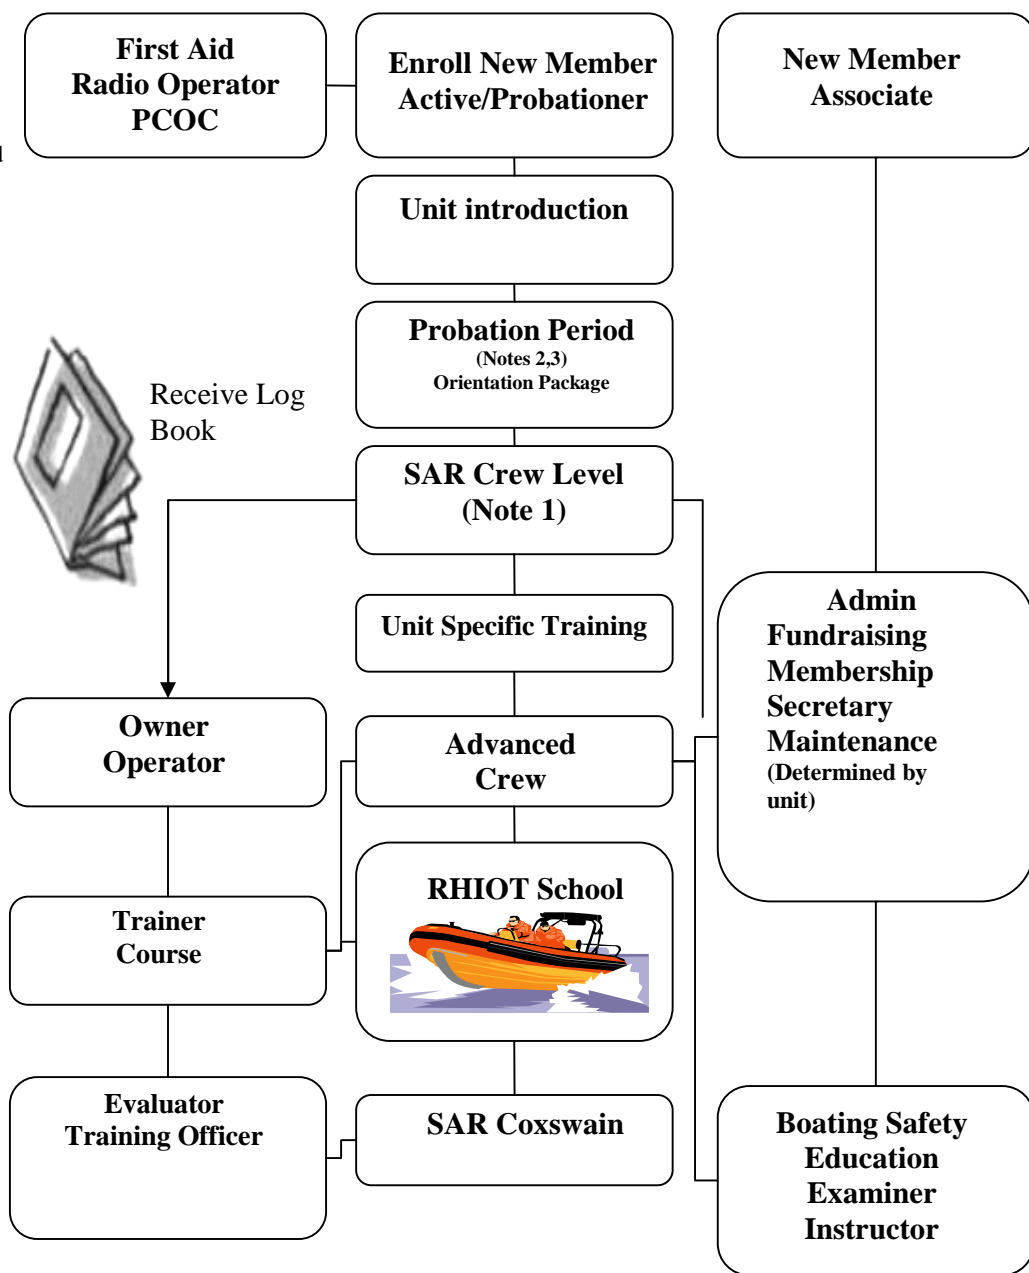 First Aid
Radio Operator
PCOC
Enroll New Member
Active/Probationer
New Member
Associate
Unit introduction
Probation Period
(Notes 2,3)
Orientation Package
Receive Log
Book
SAR Crew Level
(Note 1)
Unit Specific Training
Admin
Fundraising
Membership
Secretary
Maintenance
(Determined by
unit)
Owner
Operator
Advanced
Crew
RHIOT School
Trainer
Course
Evaluator
Training Officer
SAR Coxswain
Boating Safety
Education
Examiner
Instructor